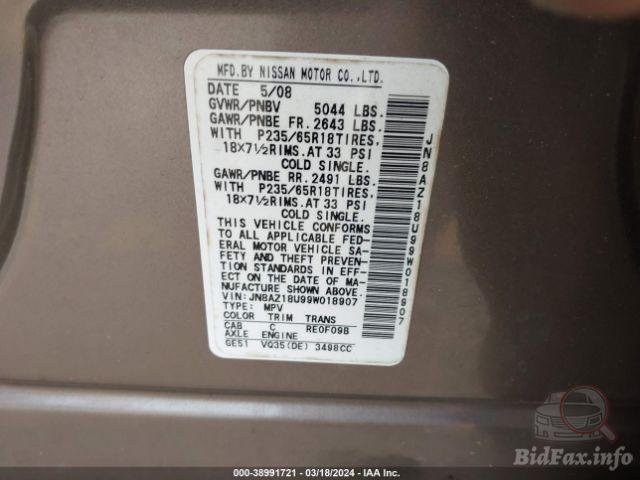 MFD.BY NISSAN MOTOR CO.,LTD.
DATE 5/08
GVWR/PNBV 5044 LBS.
GAWR/PNBE FR. 2643 LBS.
WITH P235/65R18TIRES,
18×7½RIMS.AT 33 PSI
COLD SINGLE.
GAWR/PNBE RR. 2491 LBS.
WITH P235/65R18TIRES,
18×7½RIMS.AT 33 PSI
COLD SINGLE.
THIS VEHICLE CONFORMS
TO ALL APPLICABLE FED-
ERAL MOTOR VEHICLE SA-
FETY AND THEFT PREVEN-
TION STANDARDS IN EFF-
ECT ON THE DATE OF MA-
NUFACTURE SHOWN ABOVE.
VIN: JN8AZ18U99W018907
TYPE: MPV
COLOR TRIM TRANS
CAB C RE0F09B
AXLE ENGINE
GE51 VQ35(DE) 3498CC
JN8AZ18U99W018907
BidFax.info
000-38991721 - 03/18/2024 - IAA Inc.